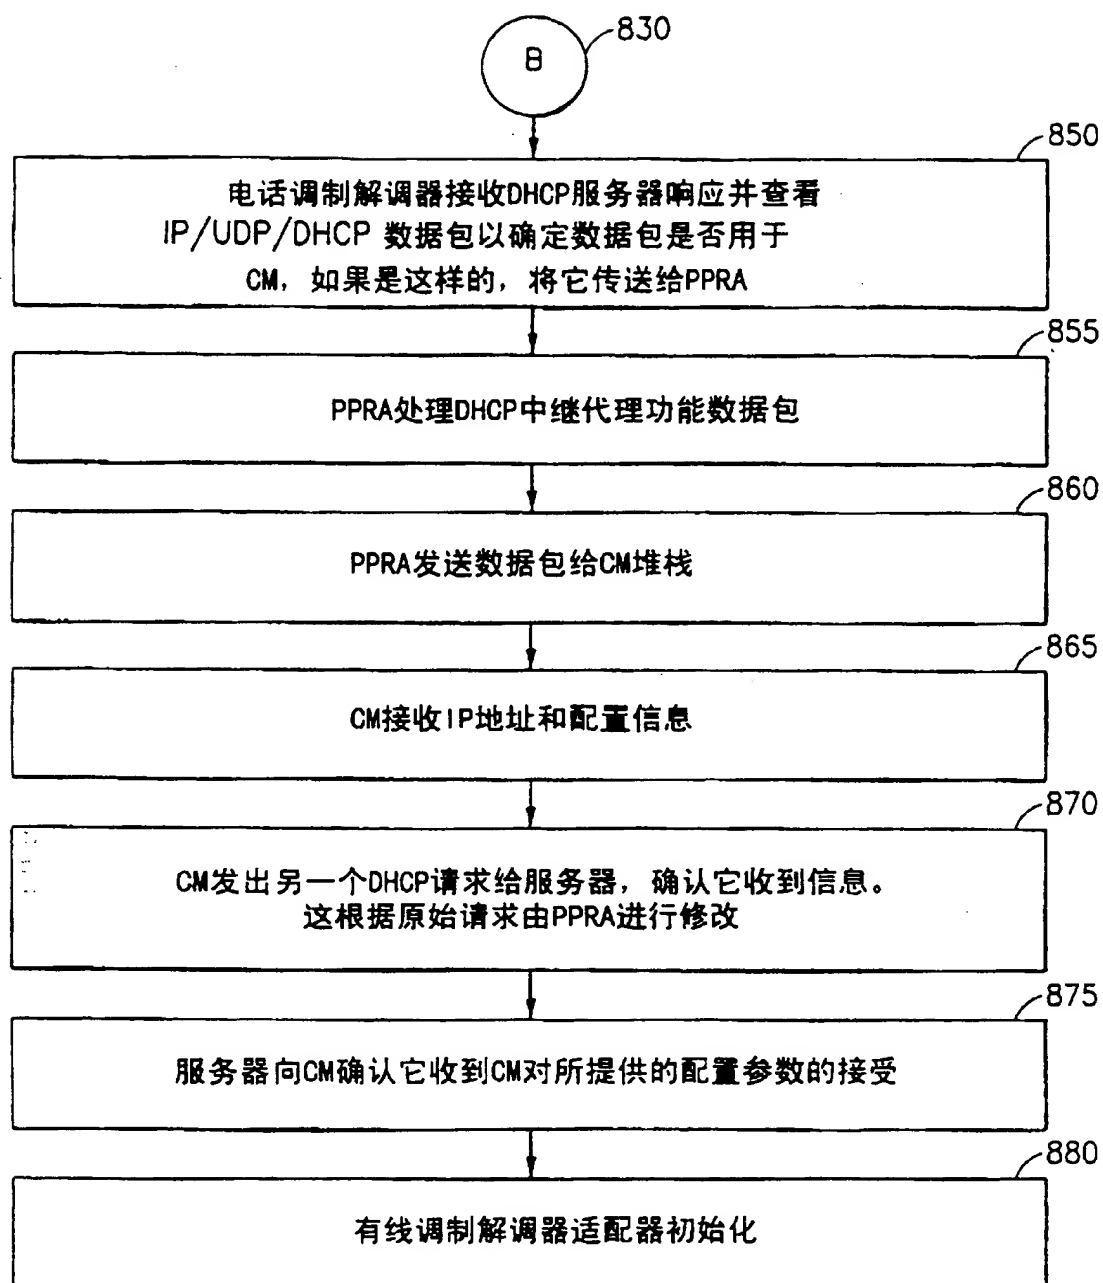 B
830
850
电话调制解调器接收DHCP服务器响应并查看
IP/UDP/DHCP 数据包以确定数据包是否用于
CM，如果是这样的，将它传送给PPRA
855
PPRA处理DHCP中继代理功能数据包
860
PPRA发送数据包给CM堆栈
865
CM接收IP地址和配置信息
870
CM发出另一个DHCP请求给服务器，确认它收到信息。
这根据原始请求由PPRA进行修改
875
服务器向CM确认它收到CM对所提供的配置参数的接受
880
有线调制解调器适配器初始化